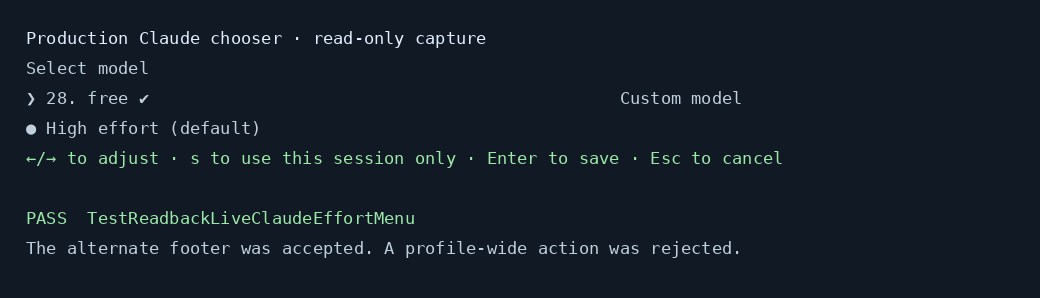 Production Claude chooser · read-only capture
Select model
❯ 28. free ✔ Custom model
● High effort (default)
←/→ to adjust · s to use this session only · Enter to save · Esc to cancel
PASS  TestReadbackLiveClaudeEffortMenu
The alternate footer was accepted. A profile-wide action was rejected.